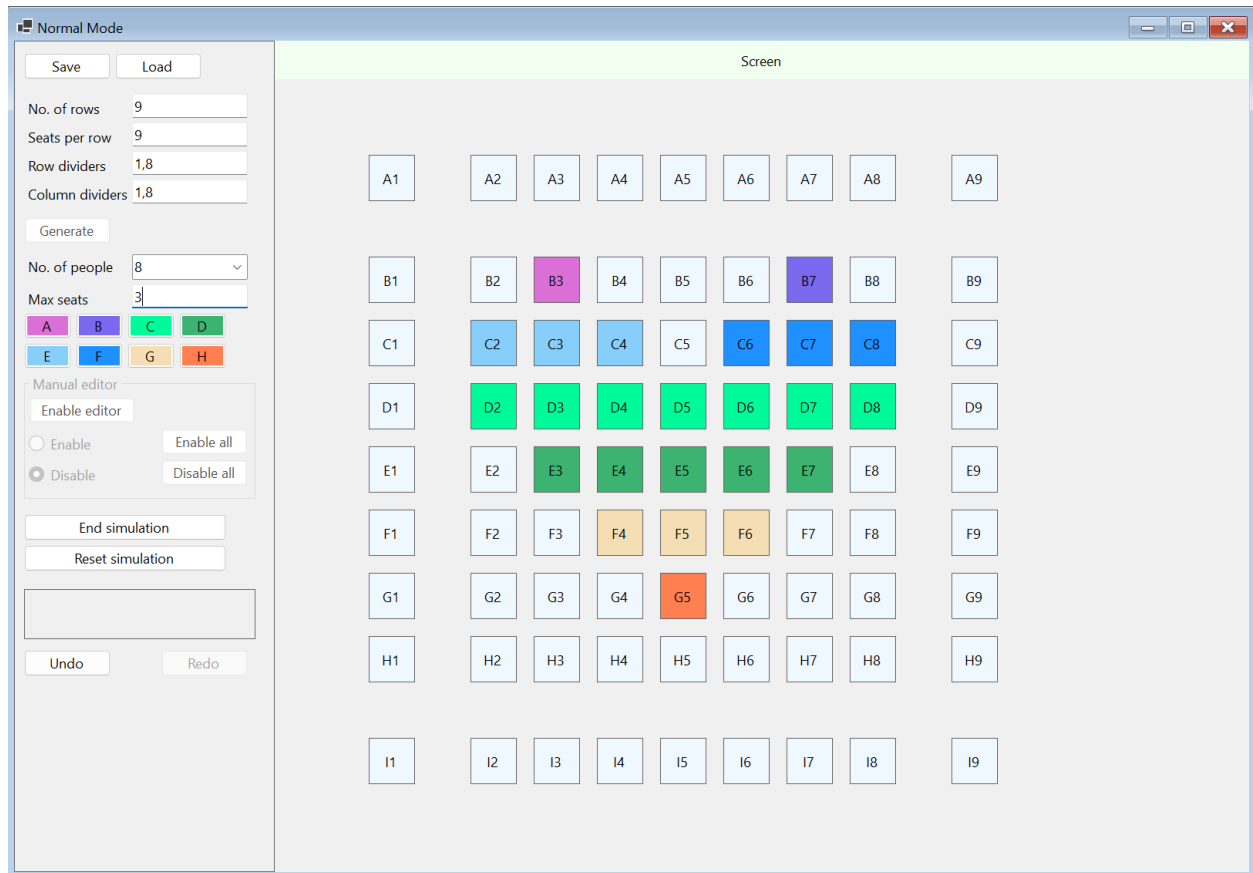 Normal Mode
Save Load
No. of rows 9
Seats per row 9
Row dividers 1,8
Column dividers 1,8
Generate
No. of people 8
Max seats 3
A B C D
E F G H
Manual editor
Enable editor
Enable Enable all
Disable Disable all
End simulation
Reset simulation
Undo Redo
Screen
A1 A2 A3 A4 A5 A6 A7 A8 A9
B1 B2 B3 B4 B5 B6 B7 B8 B9
C1 C2 C3 C4 C5 C6 C7 C8 C9
D1 D2 D3 D4 D5 D6 D7 D8 D9
E1 E2 E3 E4 E5 E6 E7 E8 E9
F1 F2 F3 F4 F5 F6 F7 F8 F9
G1 G2 G3 G4 G5 G6 G7 G8 G9
H1 H2 H3 H4 H5 H6 H7 H8 H9
I1 I2 I3 I4 I5 I6 I7 I8 I9